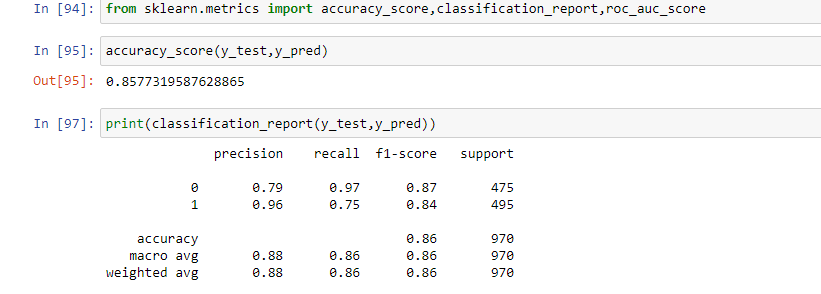 In [94]: from sklearn.metrics import accuracy_score,classification_report,roc_auc_score
In [95]: accuracy_score(y_test,y_pred)
Out[95]: 0.8577319587628865
In [97]: print(classification_report(y_test,y_pred))
precision recall f1-score support
0 0.79 0.97 0.87 475
1 0.96 0.75 0.84 495
accuracy 0.86 970
macro avg 0.88 0.86 0.86 970
weighted avg 0.88 0.86 0.86 970